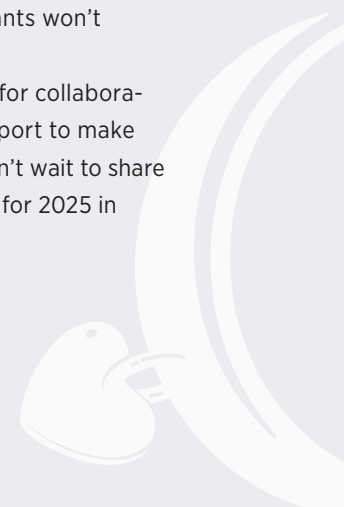 nts won't
for collabora-
port to make
n't wait to share
for 2025 in